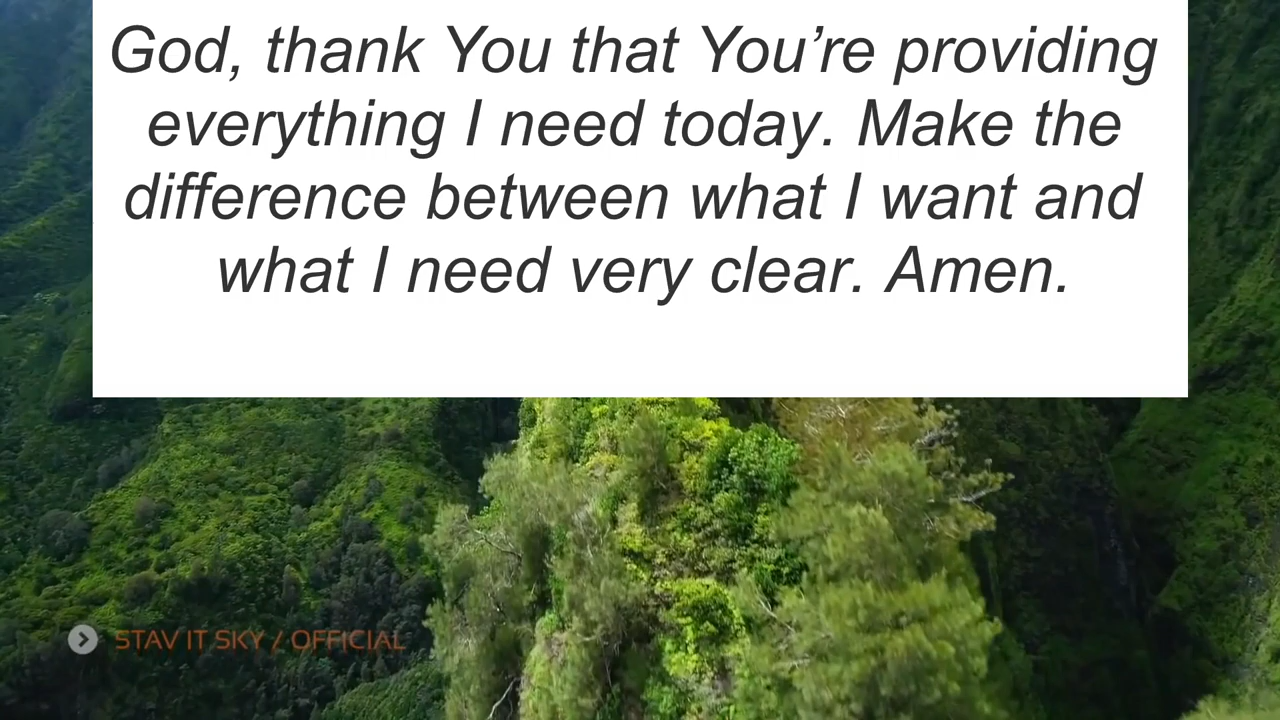 God, thank You that You’re providing
everything I need today. Make the
difference between what I want and
what I need very clear. Amen.
STAV IT SKY / OFFICIAL